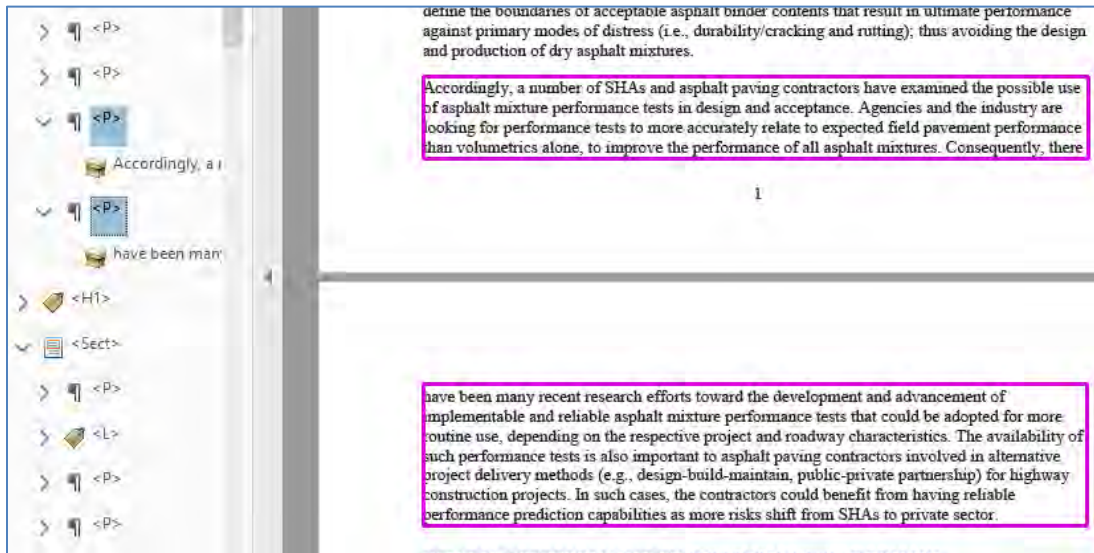 <P>
<P>
<P>
Accordingly, a
<P>
have been man
<H1>
<Sect>
<P>
<L>
<P>
<P>
define the boundaries of acceptable asphalt binder contents that result in ultimate performance
against primary modes of distress (i.e., durability/cracking and rutting); thus avoiding the design
and production of dry asphalt mixtures.
Accordingly, a number of SHAs and asphalt paving contractors have examined the possible use
of asphalt mixture performance tests in design and acceptance. Agencies and the industry are
looking for performance tests to more accurately relate to expected field pavement performance
than volumetrics alone, to improve the performance of all asphalt mixtures. Consequently, there
1
have been many recent research efforts toward the development and advancement of
implementable and reliable asphalt mixture performance tests that could be adopted for more
routine use, depending on the respective project and roadway characteristics. The availability of
such performance tests is also important to asphalt paving contractors involved in alternative
project delivery methods (e.g., design-build-maintain, public-private partnership) for highway
construction projects. In such cases, the contractors could benefit from having reliable
performance prediction capabilities as more risks shift from SHAs to private sector.